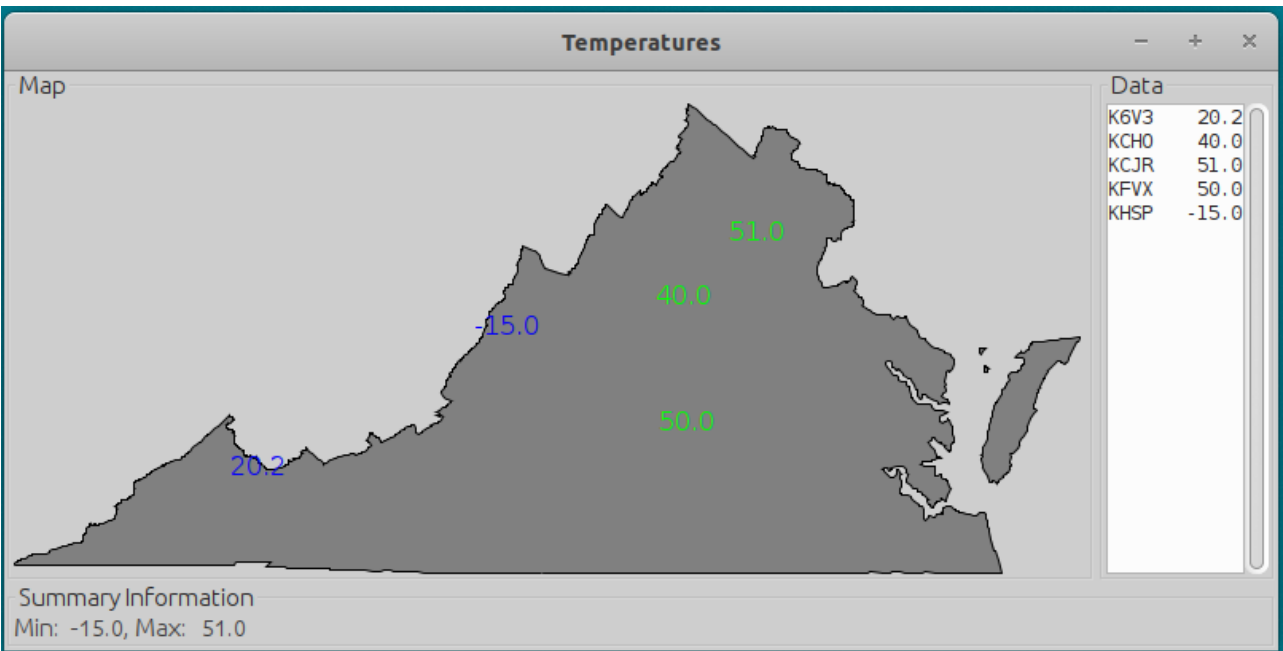 Temperatures
Map
Data
K6V3 20.2
KCHO 40.0
KCJR 51.0
KFVX 50.0
KHSP -15.0
51.0
40.0
-15.0
50.0
20.2
Summary Information
Min: -15.0, Max: 51.0